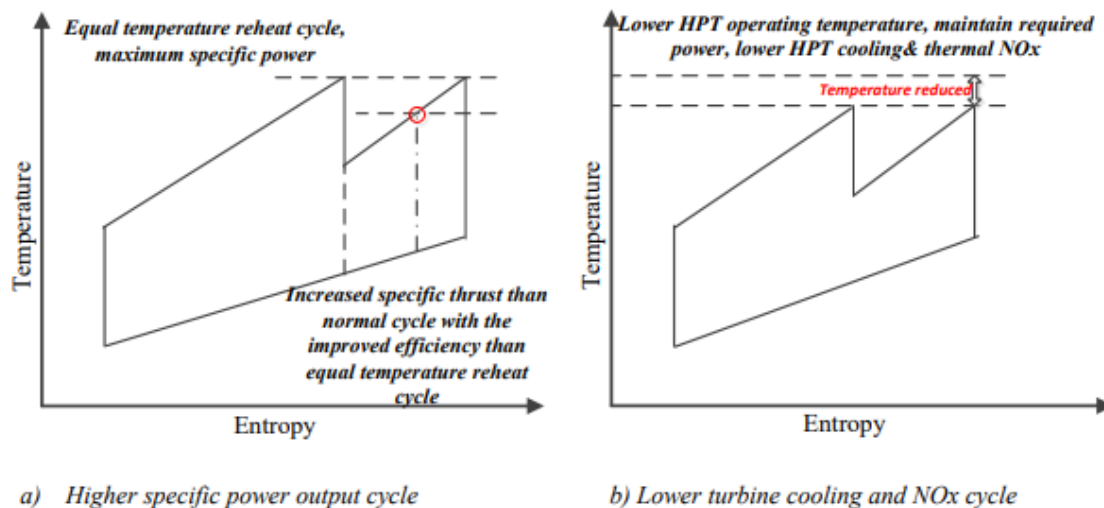 Equal temperature reheat cycle,
maximum specific power
Temperature
Increased specific thrust than
normal cycle with the
improved efficiency than
equal temperature reheat
cycle
Entropy
a) Higher specific power output cycle
Lower HPT operating temperature, maintain required
power, lower HPT cooling& thermal NOx
Temperature reduced
Temperature
Entropy
b) Lower turbine cooling and NOx cycle